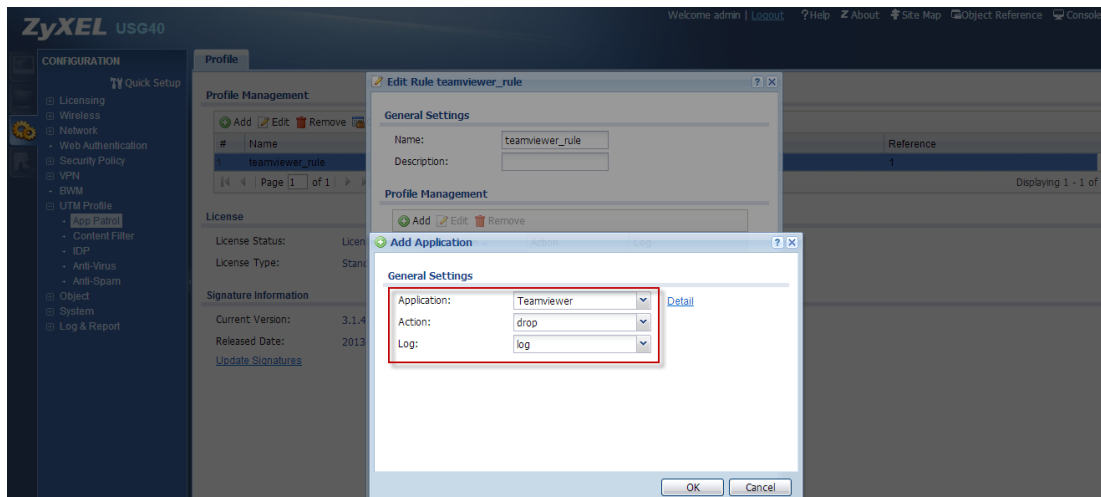 ZyXEL USG40
Welcome admin | Logout ?Help Z About Site Map Object Reference Console
CONFIGURATION
Quick Setup
Licensing
Wireless
Network
Web Authentication
Security Policy
VPN
BWM
UTM Profile
App Patrol
Content Filter
IDP
Anti-Virus
Anti-Spam
Object
System
Log & Report
Profile
Profile Management
Add Edit Remove
# Name Reference
1 teamviewer_rule 1
Page 1 of 1
Displaying 1 - 1 of
License
License Status: Licen
License Type: Stand
Signature Information
Current Version: 3.1.4
Released Date: 2013
Update Signatures
Edit Rule teamviewer_rule
General Settings
Name: teamviewer_rule
Description:
Profile Management
Add Edit Remove
Action Log
Add Application
General Settings
Application: Teamviewer Detail
Action: drop
Log: log
OK Cancel